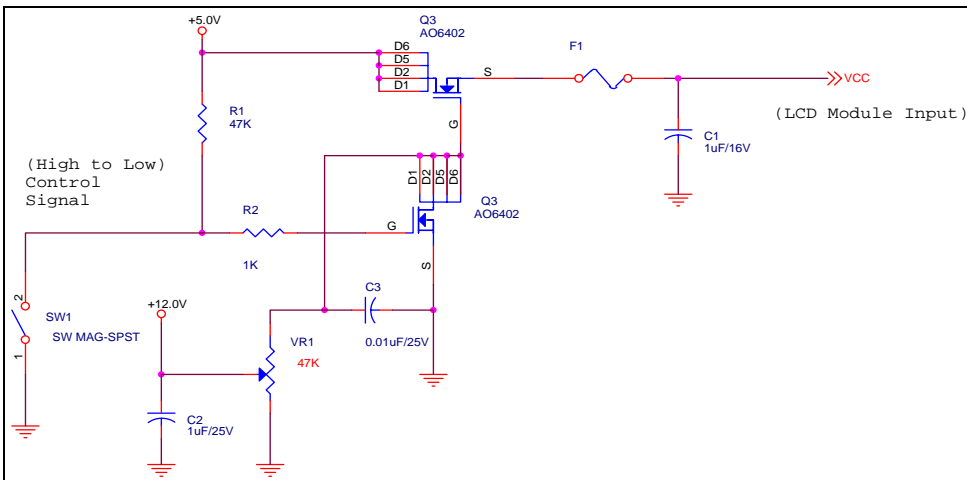 +5.0V
Q3
AO6402
D6
D5
D2
D1
S
G
F1
VCC
(LCD Module Input)
C1
1uF/16V
R1
47K
(High to Low)
Control
Signal
D1
D2
D5
D6
Q3
AO6402
R2
1K
G
S
2
1
SW1
SW MAG-SPST
+12.0V
C3
0.01uF/25V
VR1
47K
C2
1uF/25V